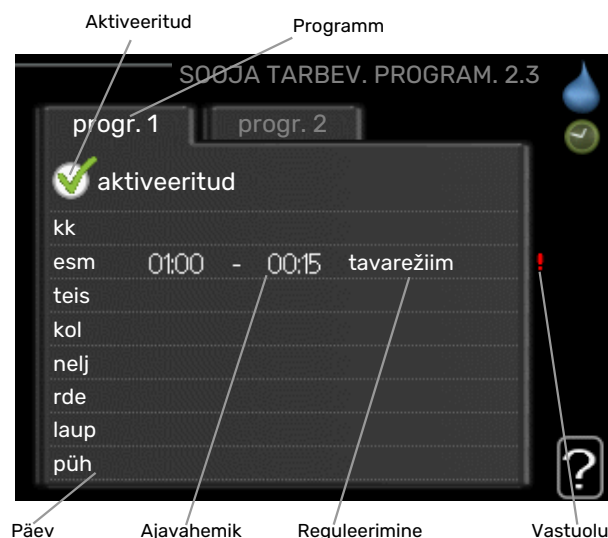 Aktiveeritud Programm
SOOJA TARBEV. PROGRAM. 2.3
progr. 1 progr. 2
aktiveeritud
kk
esm 01:00 - 00:15 tavarežiim !
teis
kol
nelj
rde
laup
püh
?
Päev Ajavahemik Reguleerimine Vastuolu